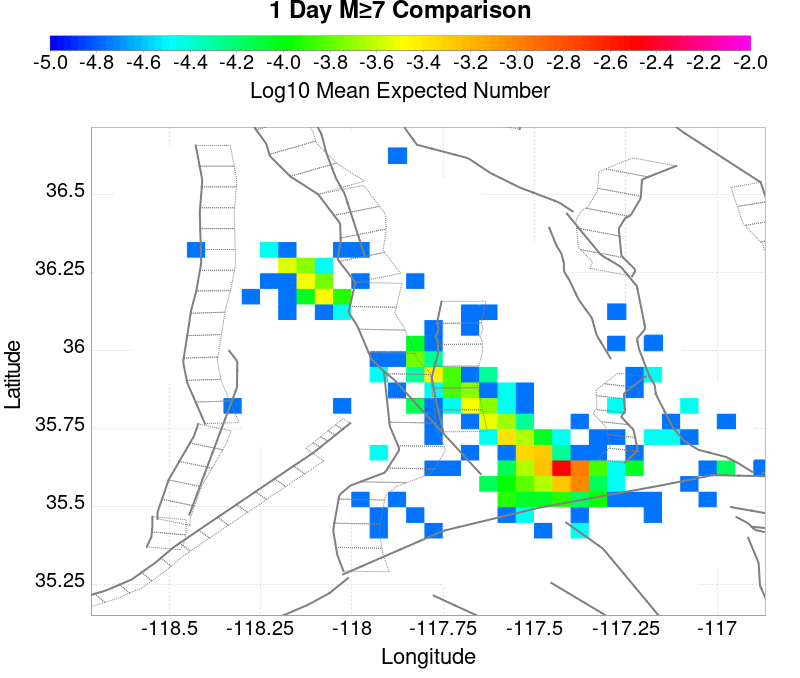 1 Day M≥7 Comparison
-5.0 -4.8 -4.6 -4.4 -4.2 -4.0 -3.8 -3.6 -3.4 -3.2 -3.0 -2.8 -2.6 -2.4 -2.2 -2.0
Log10 Mean Expected Number
36.5
36.25
36
35.75
35.5
35.25
Latitude
-118.5 -118.25 -118 -117.75 -117.5 -117.25 -117
Longitude